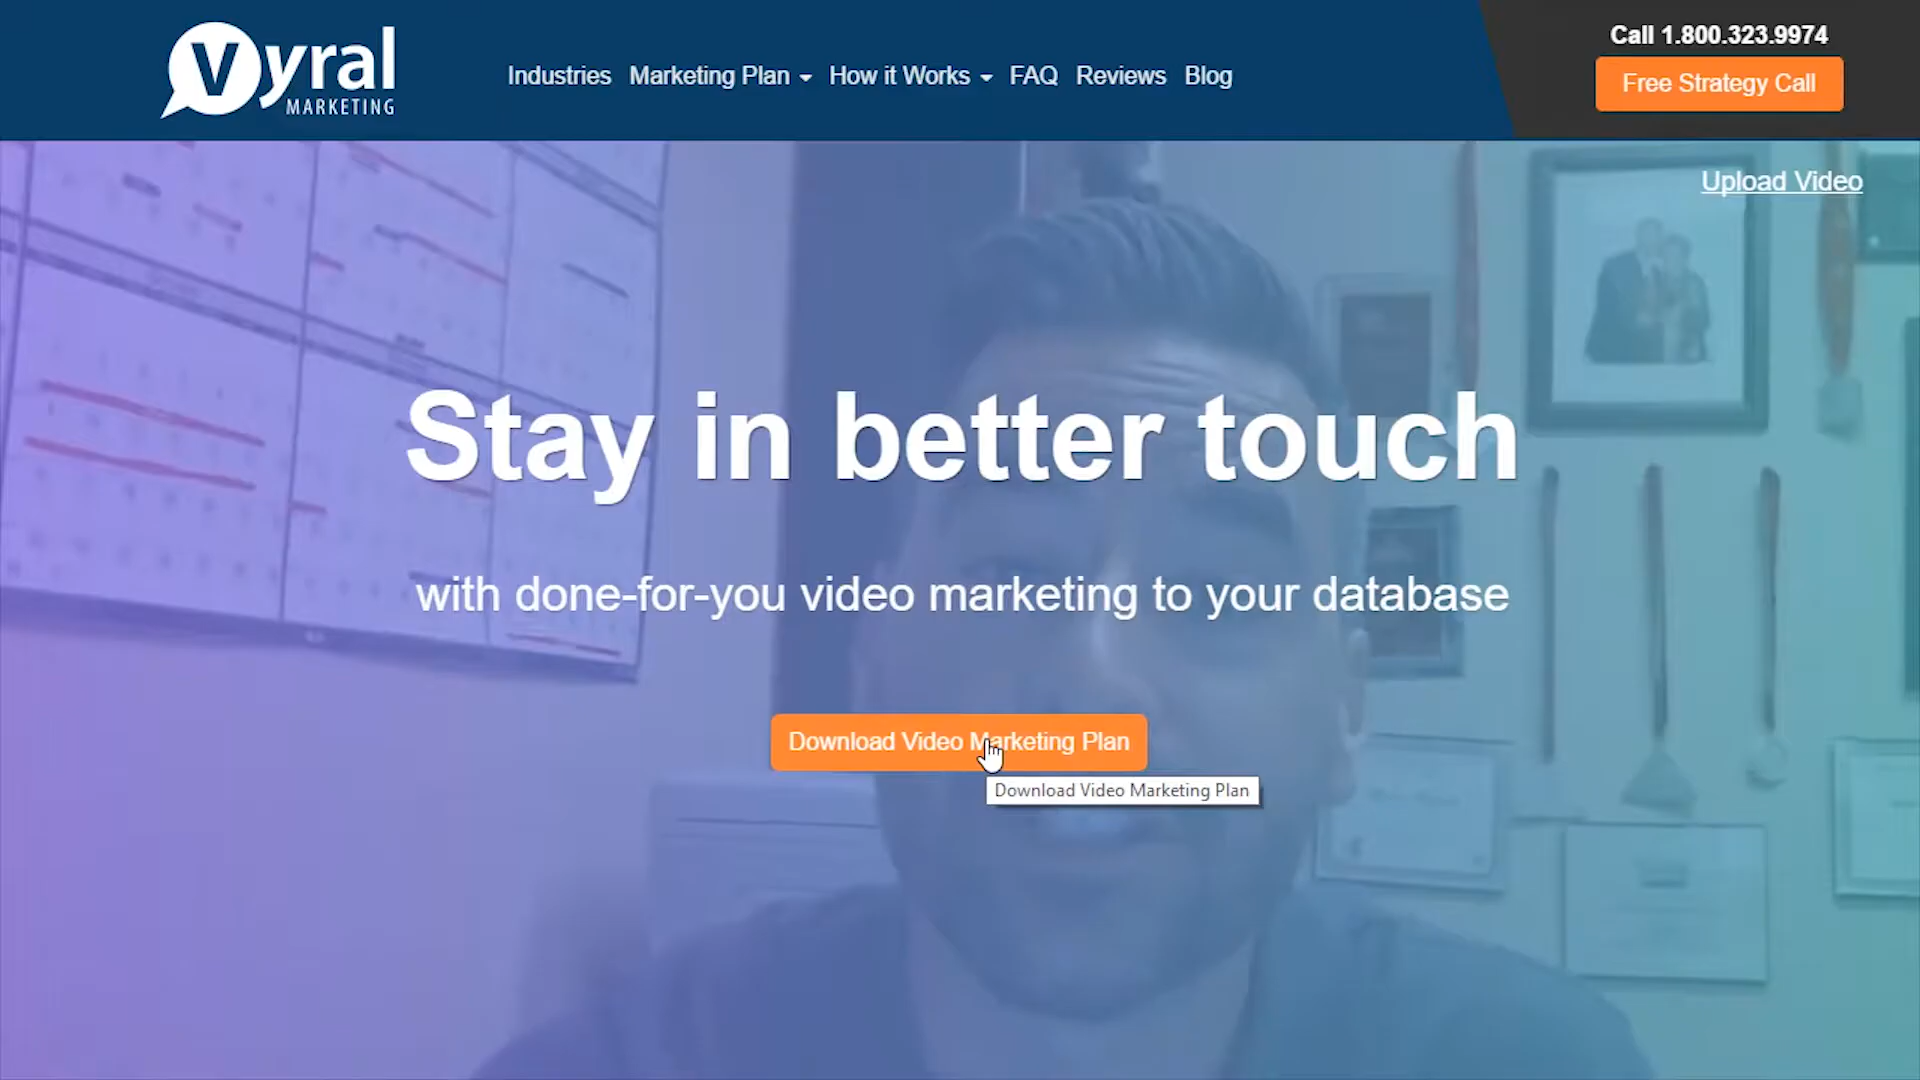 Vyral
MARKETING
Industries Marketing Plan How it Works FAQ Reviews Blog
Call 1.800.323.9974
Free Strategy Call
Upload Video
Stay in better touch
with done-for-you video marketing to your database
Download Video Marketing Plan
Download Video Marketing Plan